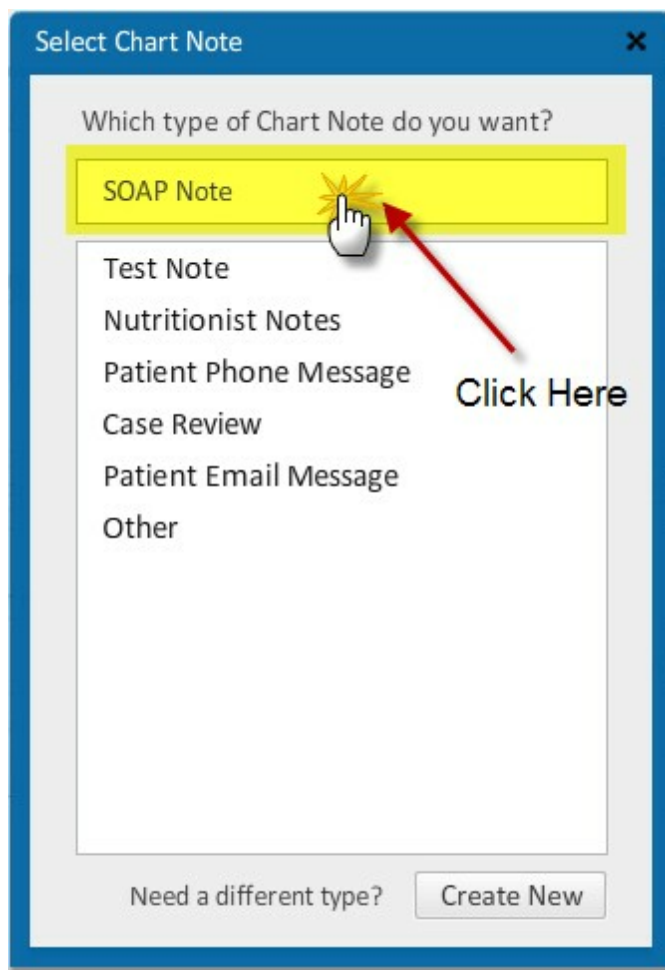 Select Chart Note
Which type of Chart Note do you want?
SOAP Note
Test Note
Nutritionist Notes
Patient Phone Message
Click Here
Case Review
Patient Email Message
Other
Need a different type? Create New